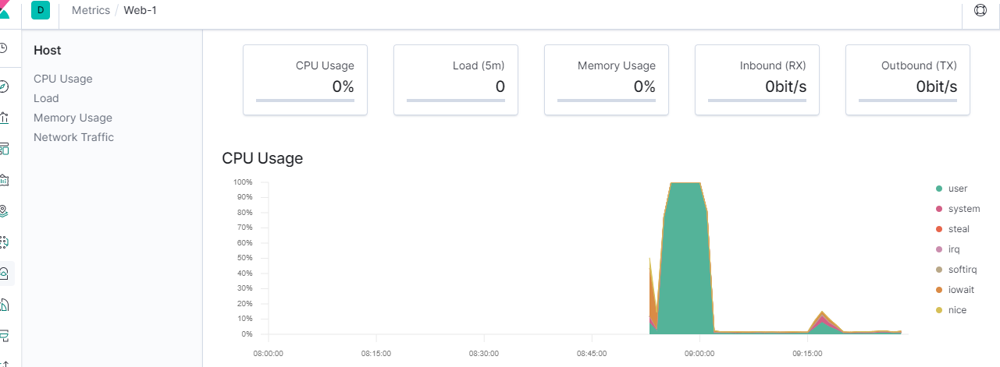 D Metrics / Web-1
Host
CPU Usage
Load
Memory Usage
Network Traffic
CPU Usage
0%
Load (5m)
0
Memory Usage
0%
Inbound (RX)
0bit/s
Outbound (TX)
0bit/s
CPU Usage
100%
90%
80%
70%
60%
50%
40%
30%
20%
10%
0%
08:00:00 08:15:00 08:30:00 08:45:00 09:00:00 09:15:00
user
system
steal
irq
softirq
iowait
nice